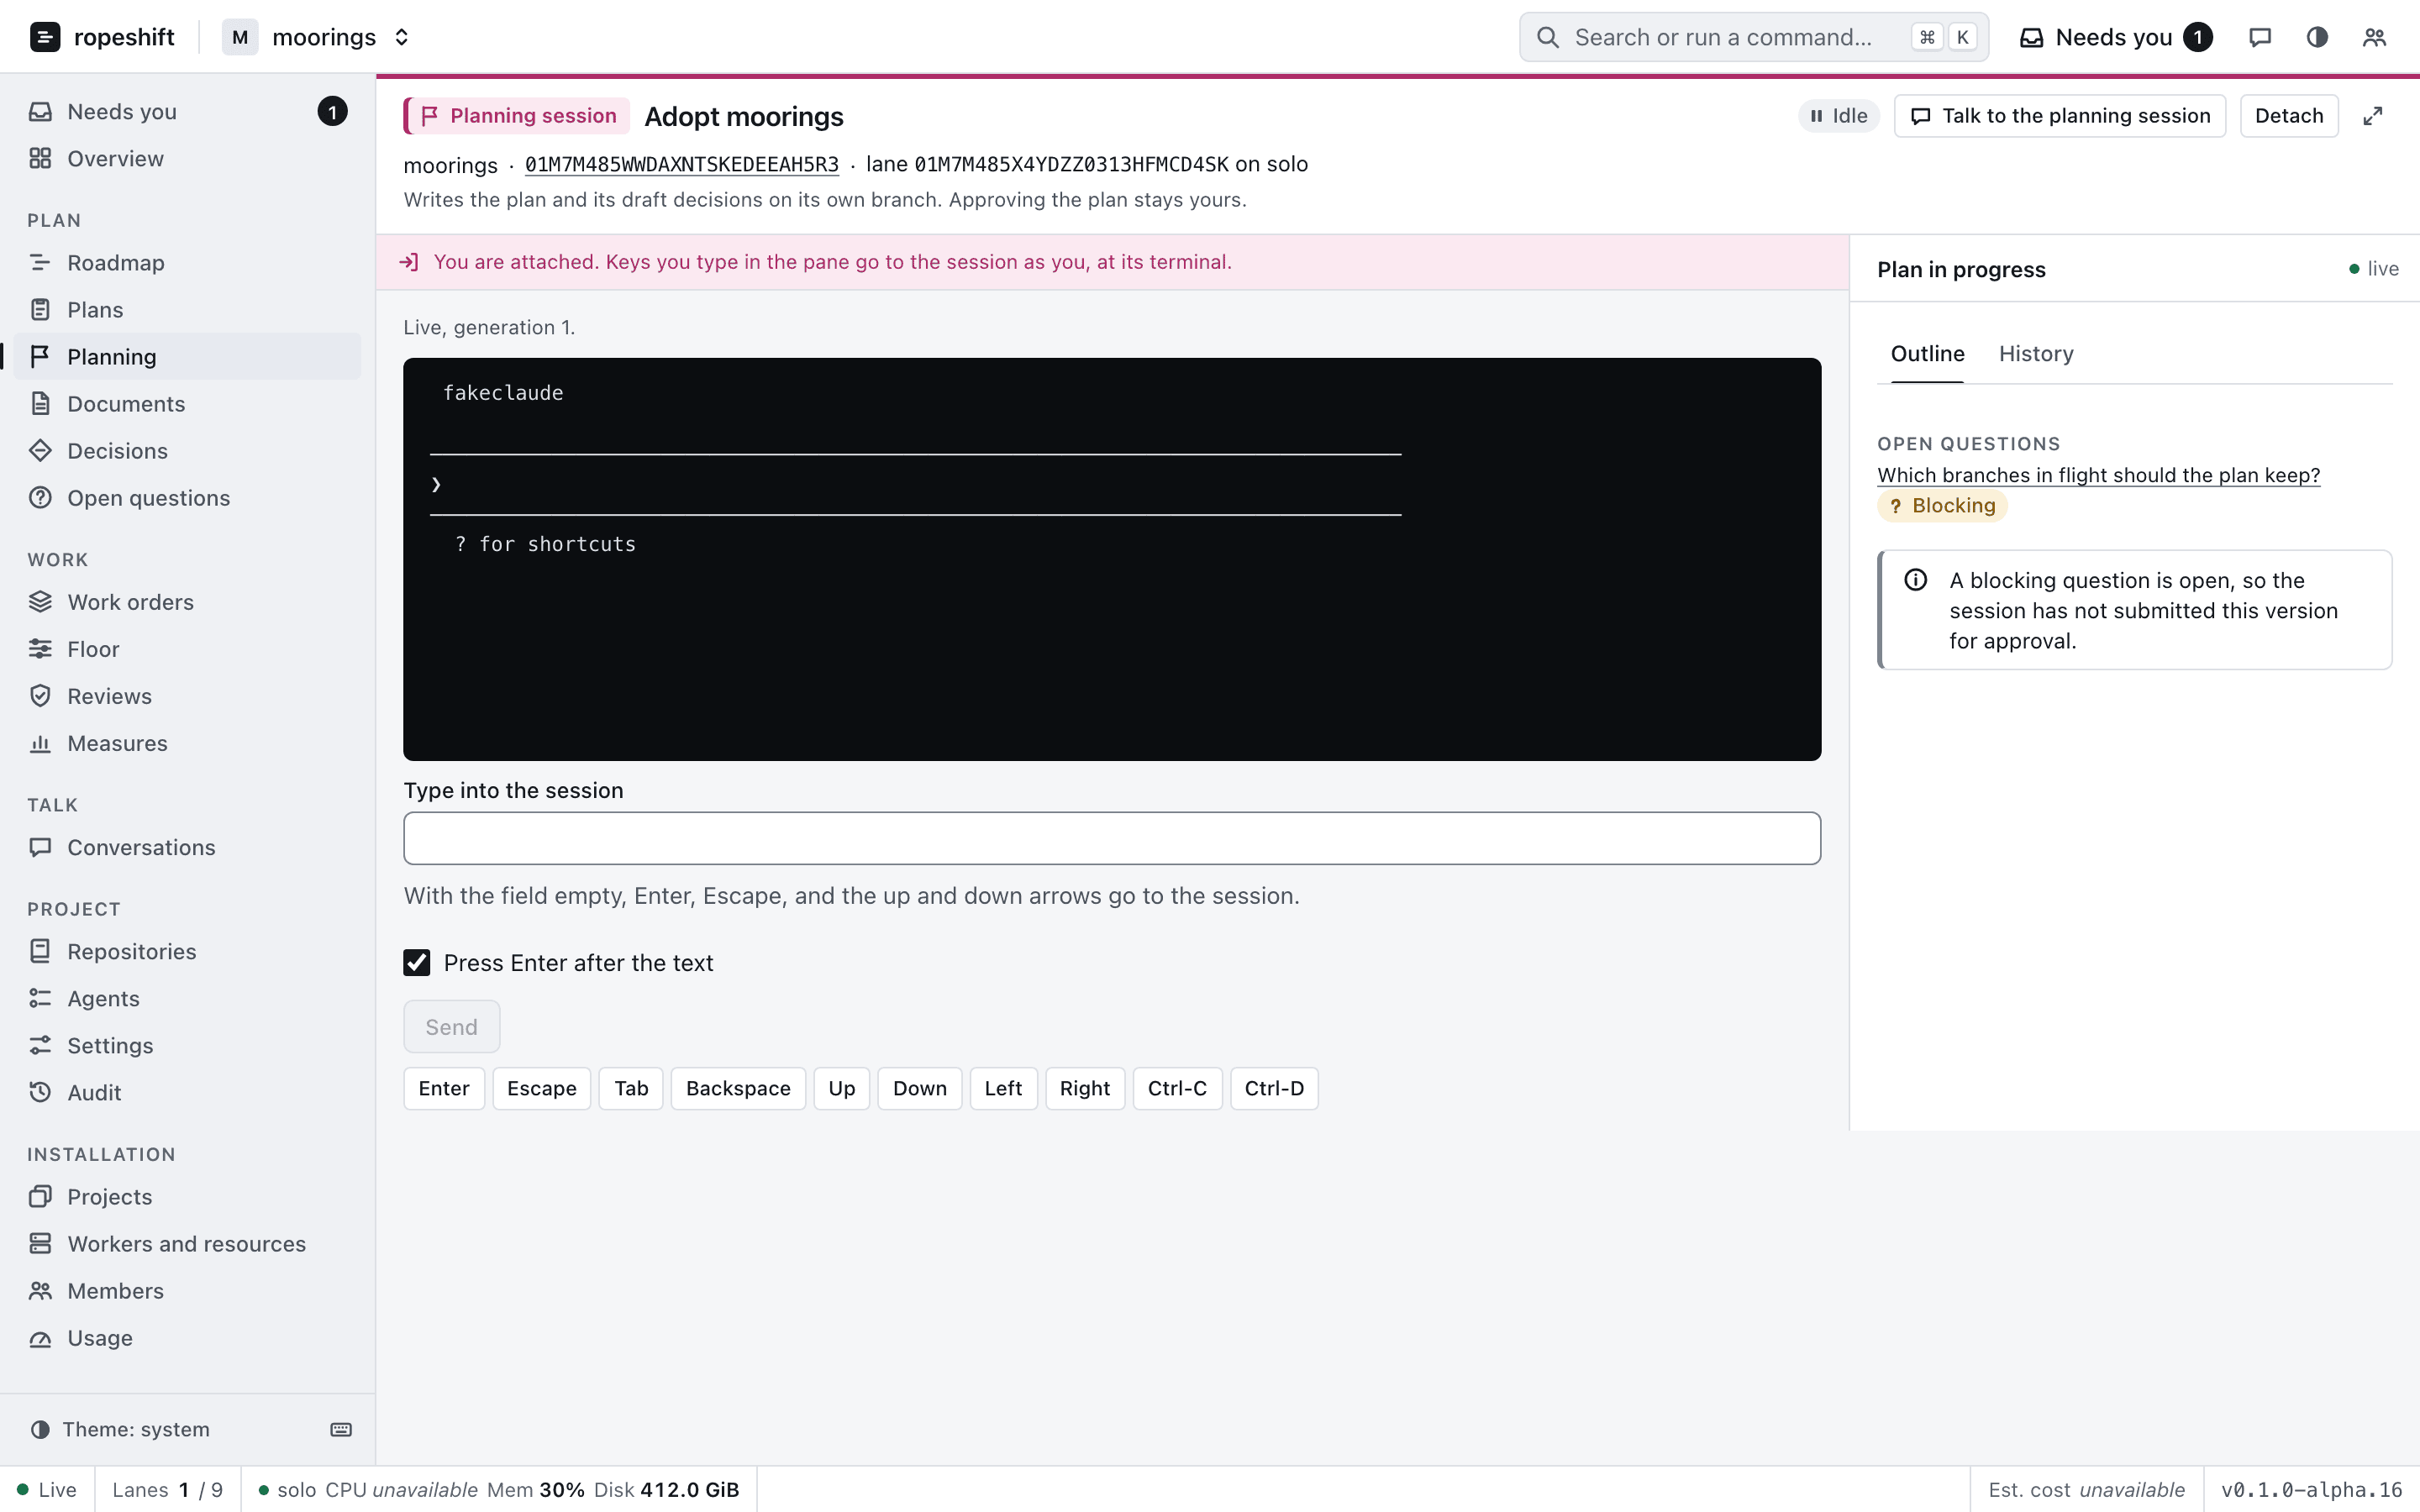 ropeshift
M moorings
Search or run a command... ⌘ K
Needs you 1
Needs you 1
Overview
PLAN
Roadmap
Plans
Planning
Documents
Decisions
Open questions
WORK
Work orders
Floor
Reviews
Measures
TALK
Conversations
PROJECT
Repositories
Agents
Settings
Audit
INSTALLATION
Projects
Workers and resources
Members
Usage
Theme: system
Planning session Adopt moorings
Idle
Talk to the planning session
Detach
moorings · 01M7M485WWDAXNTSKEDEEAH5R3 · lane 01M7M485X4YDZZ0313HFMCD4SK on solo
Writes the plan and its draft decisions on its own branch. Approving the plan stays yours.
You are attached. Keys you type in the pane go to the session as you, at its terminal.
Live, generation 1.
fakeclaude
❯
? for shortcuts
Type into the session
With the field empty, Enter, Escape, and the up and down arrows go to the session.
Press Enter after the text
Send
Enter Escape Tab Backspace Up Down Left Right Ctrl-C Ctrl-D
Plan in progress
live
Outline History
OPEN QUESTIONS
Which branches in flight should the plan keep?
? Blocking
A blocking question is open, so the
session has not submitted this version
for approval.
Live
Lanes 1 / 9
solo CPU unavailable Mem 30% Disk 412.0 GiB
Est. cost unavailable
v0.1.0-alpha.16